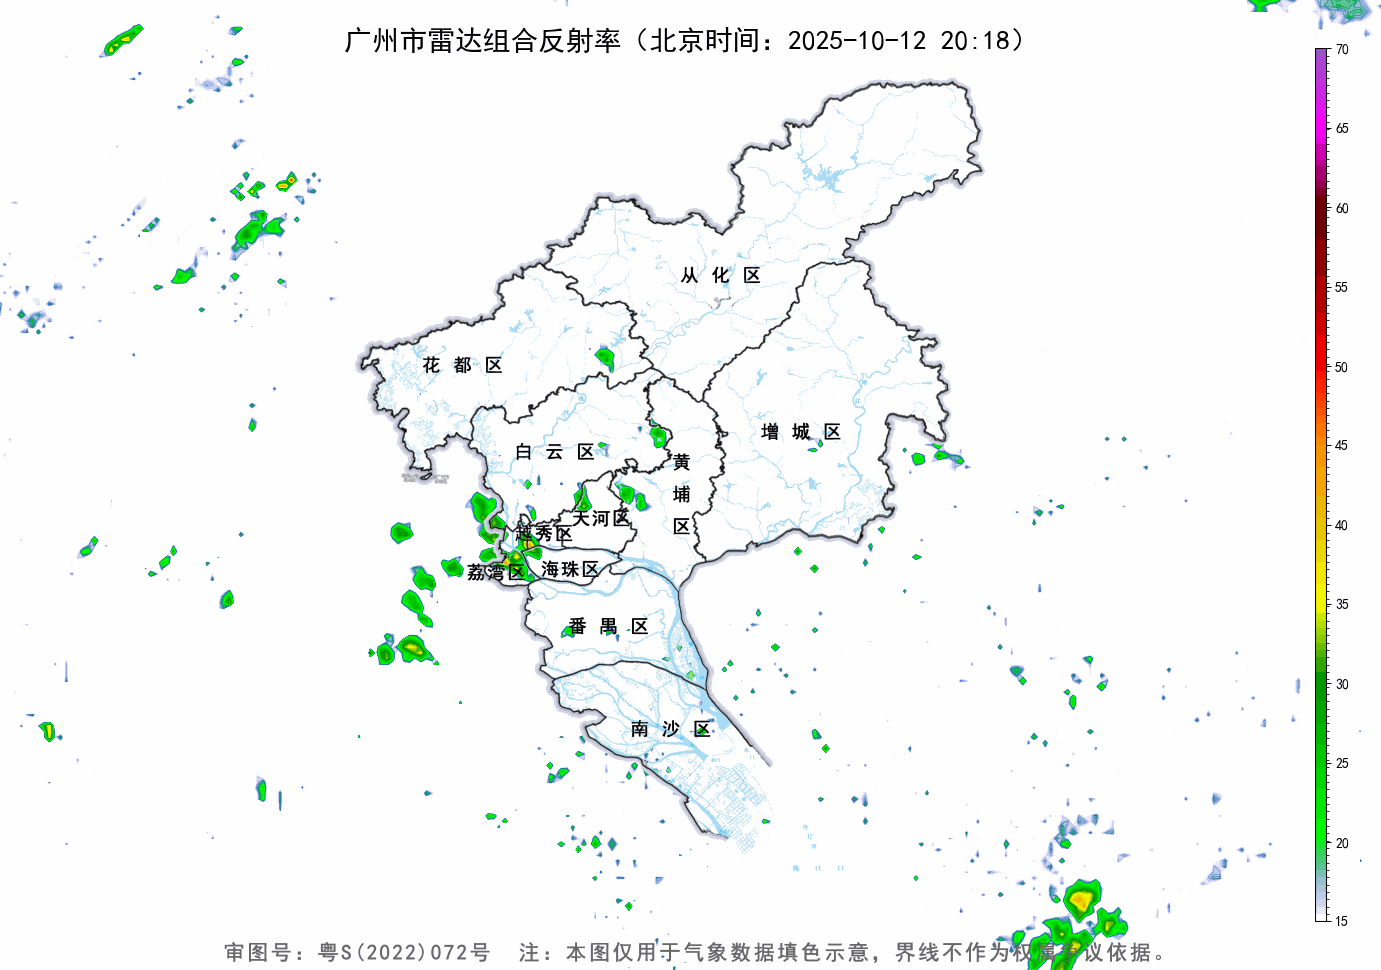 广州市雷达组合反射率（北京时间：2025-10-12 20:18）
70
65
60
55
50
45
40
35
30
25
20
15
从化区
花都区
增城区
白云区
黄埔区
天河区
越秀区
荔湾区
海珠区
番禺区
南沙区
审图号：粤S(2022)072号 注：本图仅用于气象数据填色示意，界线不作为权属争议依据。